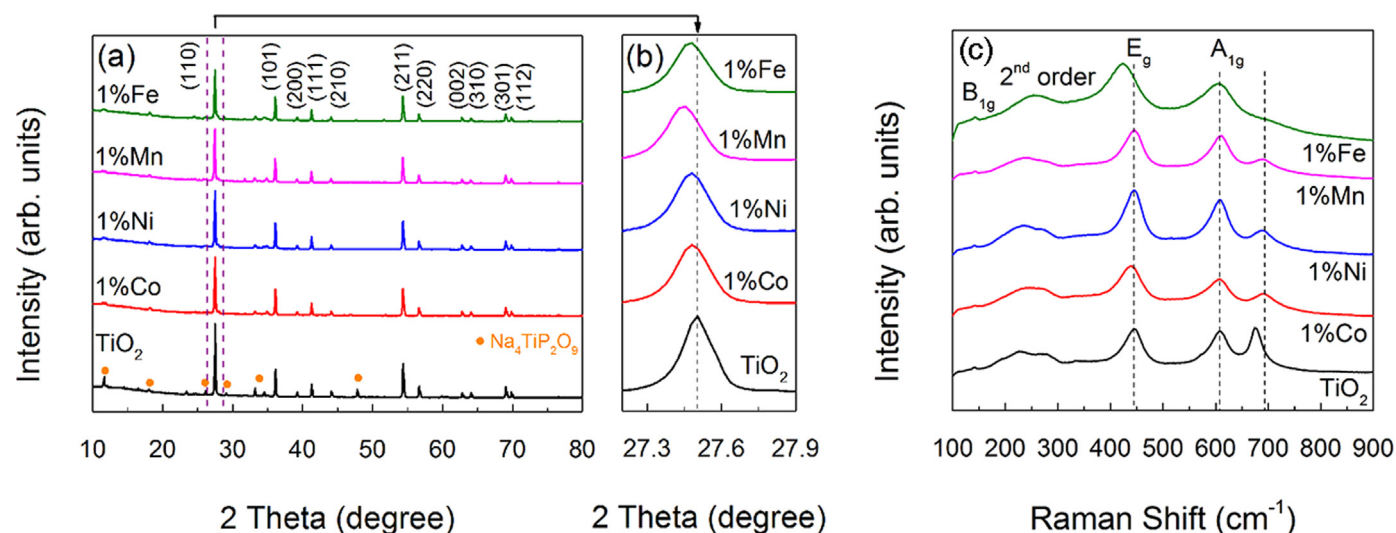 (a)
(110)
(101)
(200)
(111)
(210)
(211)
(220)
(002)
(310)
(301)
(112)
1%Fe
1%Mn
1%Ni
1%Co
TiO₂
Na₄TiP₂O₉
Intensity (arb. units)
10 20 30 40 50 60 70 80
2 Theta (degree)
(b)
1%Fe
1%Mn
1%Ni
1%Co
TiO₂
27.3 27.6 27.9
2 Theta (degree)
(c)
E_g
A_1g
B_1g
2nd order
1%Fe
1%Mn
1%Ni
1%Co
TiO₂
Intensity (arb. units)
100 200 300 400 500 600 700 800 900
Raman Shift (cm⁻¹)